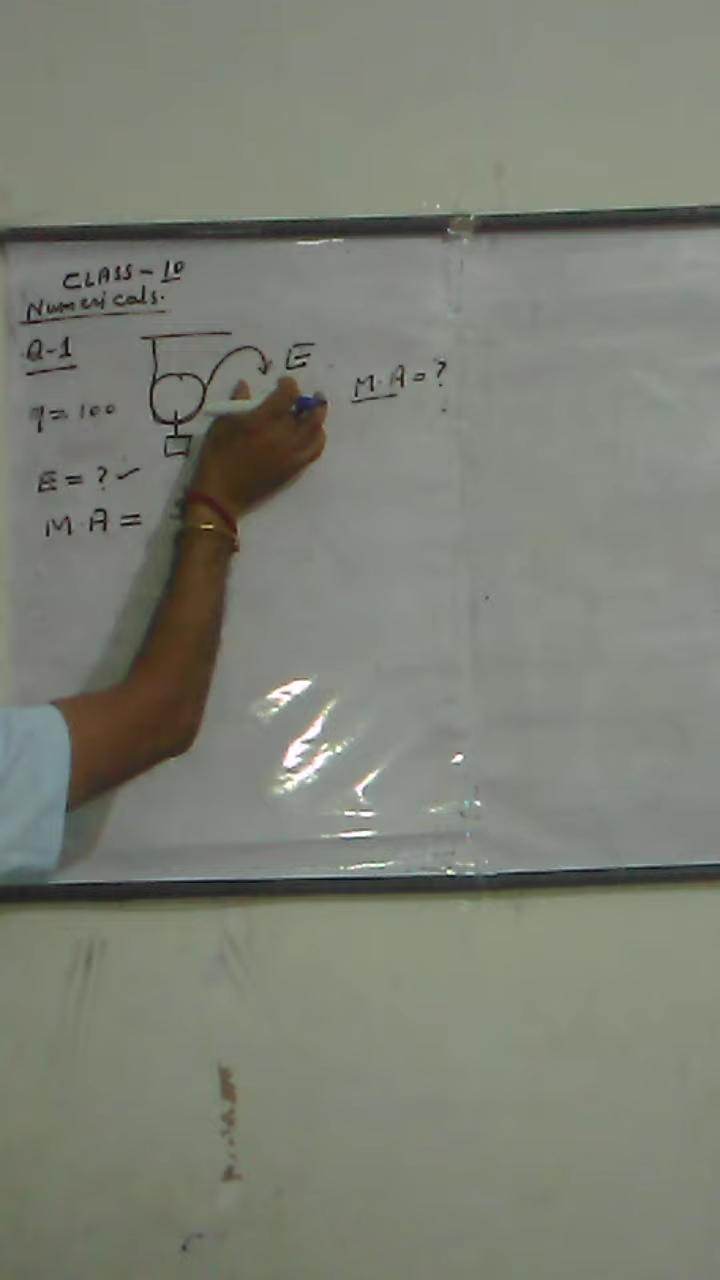 CLASS - 10
Numericals.
Q-1
E
M.A = ?
η = 100
E = ? ✓
M.A =